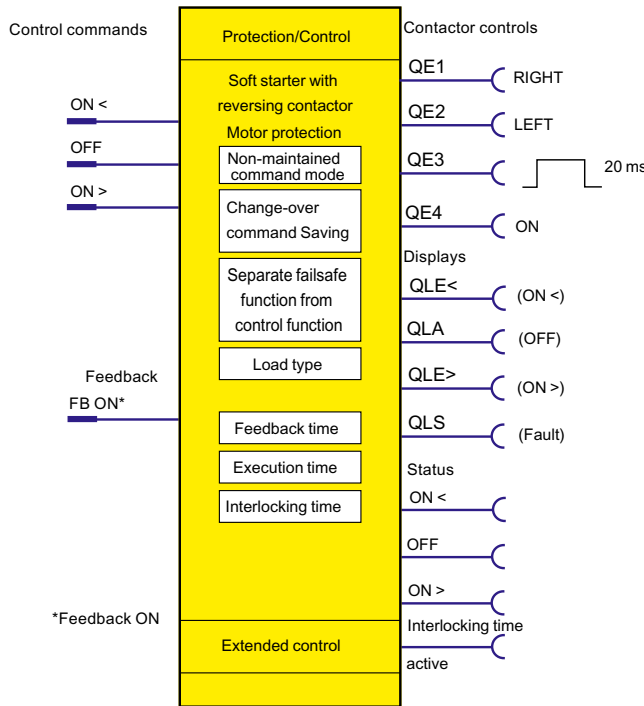 Control commands
ON <
OFF
ON >
Feedback
FB ON*
*Feedback ON
Protection/Control
Soft starter with
reversing contactor
Motor protection
Non-maintained
command mode
Change-over
command Saving
Separate failsafe
function from
control function
Load type
Feedback time
Execution time
Interlocking time
Extended control
Contactor controls
QE1 RIGHT
QE2 LEFT
QE3 20 ms
QE4 ON
Displays
QLE< (ON <)
QLA (OFF)
QLE> (ON >)
QLS (Fault)
Status
ON <
OFF
ON >
Interlocking time
active